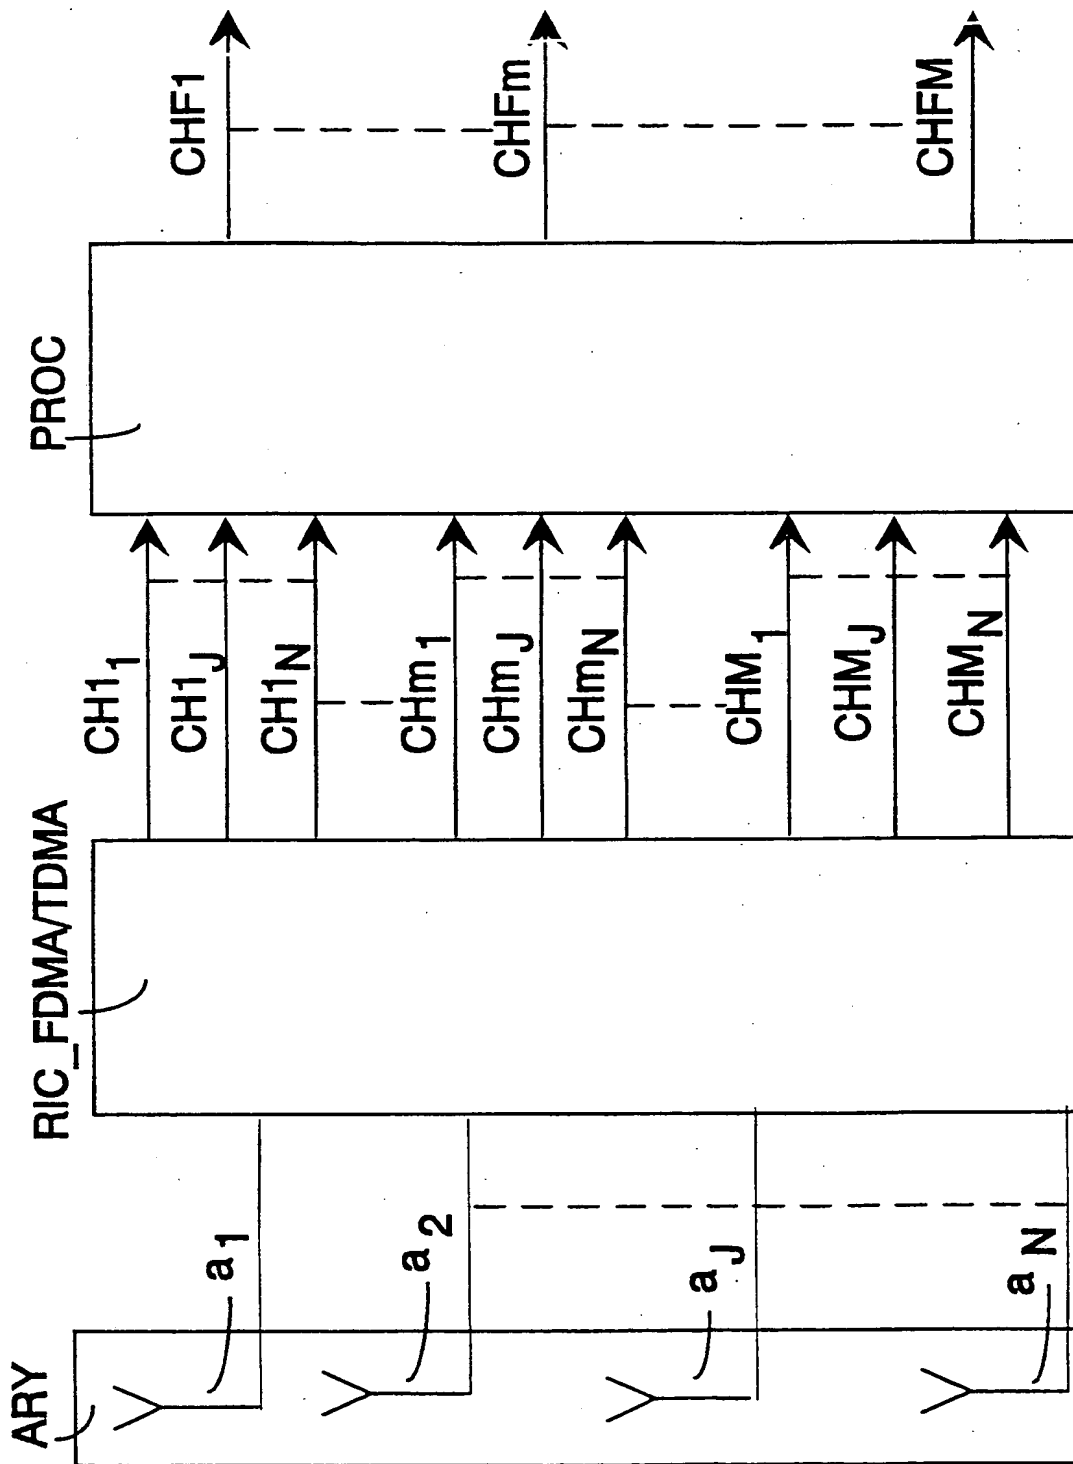 ARY
a1
a2
aJ
aN
RIC_FDMA/TDMA
CH11
CH1J
CH1N
CHm1
CHmJ
CHmN
CHM1
CHMJ
CHMN
PROC
CHF1
CHFm
CHFM